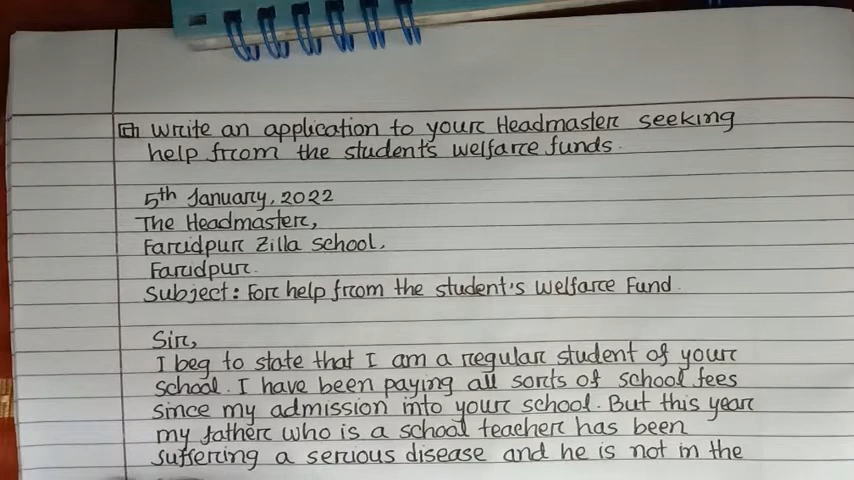 Write an application to your Headmaster seeking
help from the students welfare funds.
5th January, 2022
The Headmaster,
Faridpur Zilla School.
Faridpur.
Subject: For help from the student's Welfare Fund.
Sir,
I beg to state that I am a regular student of your
school. I have been paying all sorts of school fees
since my admission into your school. But this year
my father who is a school teacher has been
suffering a serious disease and he is not in the